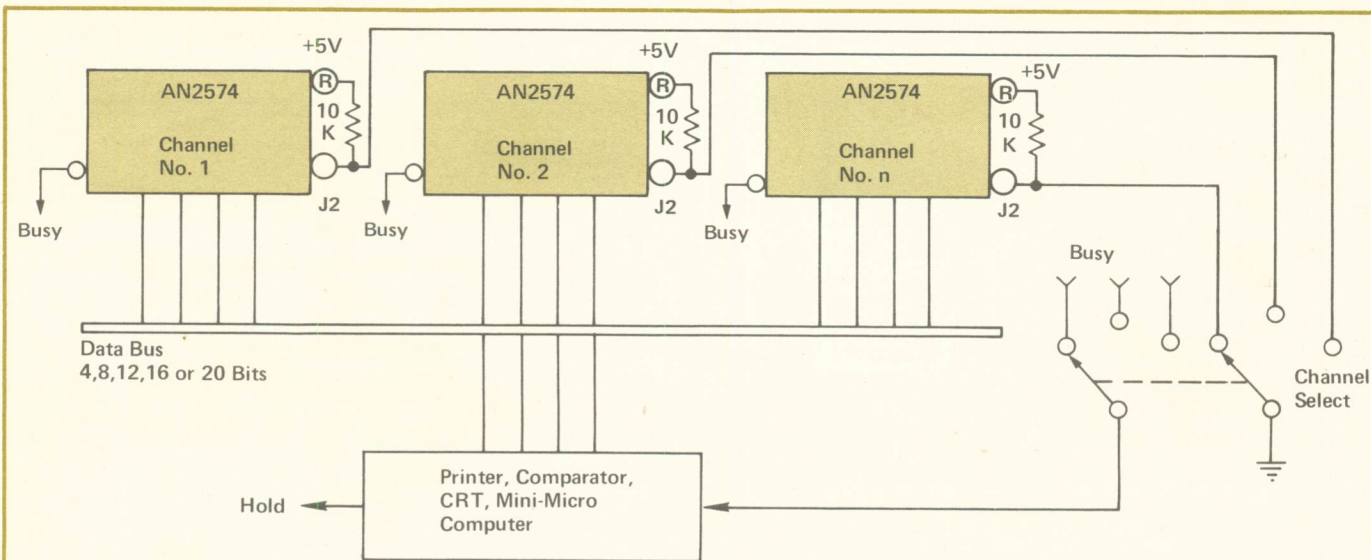 +5V
AN2574
R
10
K
Channel
No. 1
J2
Busy
+5V
AN2574
R
10
K
Channel
No. 2
J2
Busy
+5V
AN2574
R
10
K
Channel
No. n
J2
Busy
Busy
Data Bus
4,8,12,16 or 20 Bits
Channel
Select
Hold
Printer, Comparator,
CRT, Mini-Micro
Computer